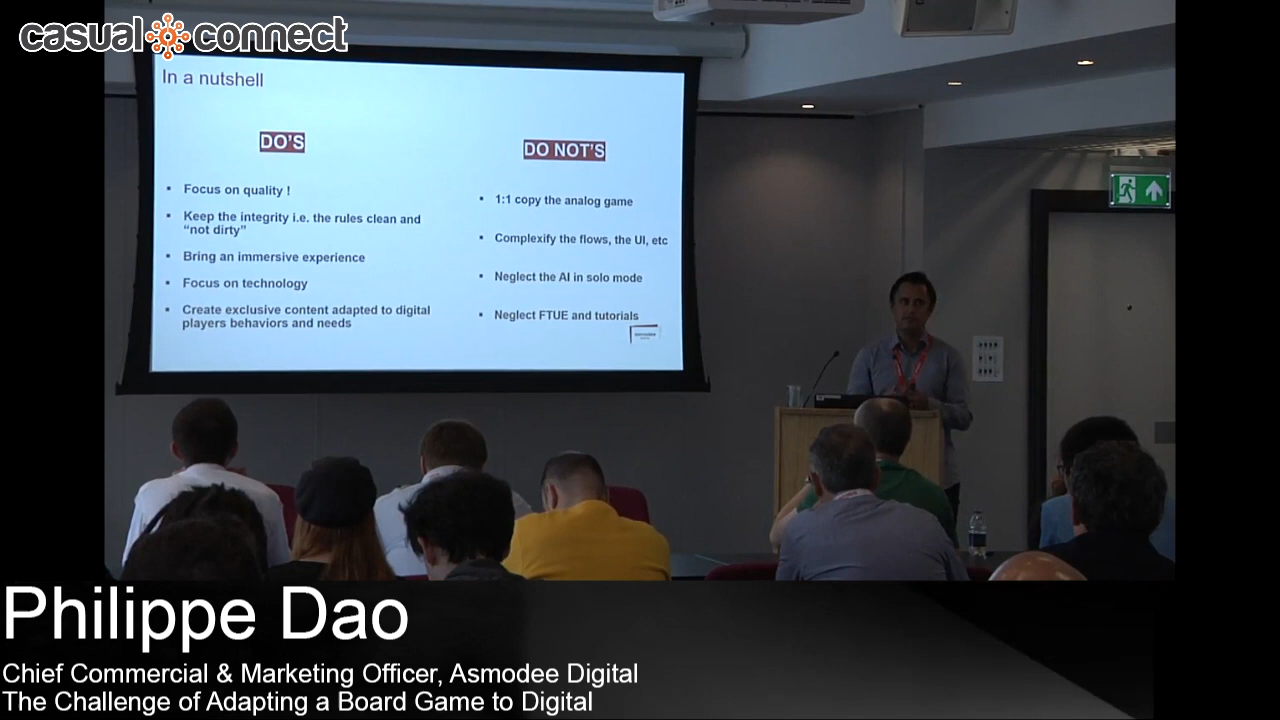 casual connect
In a nutshell
DO'S
▪ Focus on quality !
▪ Keep the integrity i.e. the rules clean and
“not dirty”
▪ Bring an immersive experience
▪ Focus on technology
▪ Create exclusive content adapted to digital
players behaviors and needs
DO NOT'S
▪ 1:1 copy the analog game
▪ Complexify the flows, the UI, etc
▪ Neglect the AI in solo mode
▪ Neglect FTUE and tutorials
asmodee
Philippe Dao
Chief Commercial & Marketing Officer, Asmodee Digital
The Challenge of Adapting a Board Game to Digital